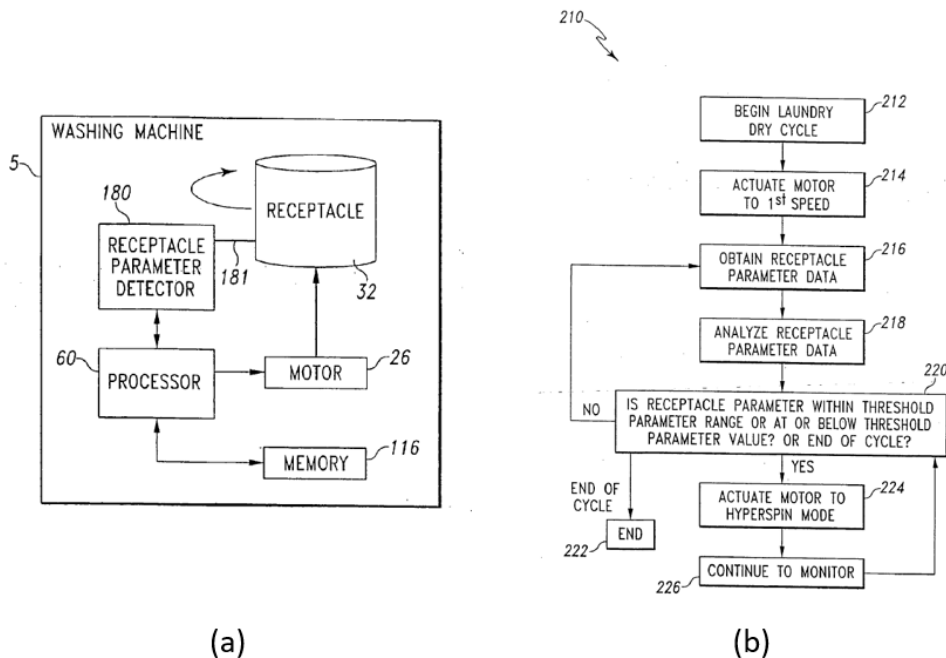 WASHING MACHINE
5
180
RECEPTACLE
RECEPTACLE
PARAMETER
DETECTOR
181
32
60
PROCESSOR
MOTOR
26
MEMORY
116
(a)
210
BEGIN LAUNDRY
DRY CYCLE
212
ACTUATE MOTOR
TO 1st SPEED
214
OBTAIN RECEPTACLE
PARAMETER DATA
216
ANALYZE RECEPTACLE
PARAMETER DATA
218
220
NO
IS RECEPTACLE PARAMETER WITHIN THRESHOLD
PARAMETER RANGE OR AT OR BELOW THRESHOLD
PARAMETER VALUE? OR END OF CYCLE?
YES
END OF
CYCLE
ACTUATE MOTOR TO
HYPERSPIN MODE
224
222
END
CONTINUE TO MONITOR
226
(b)